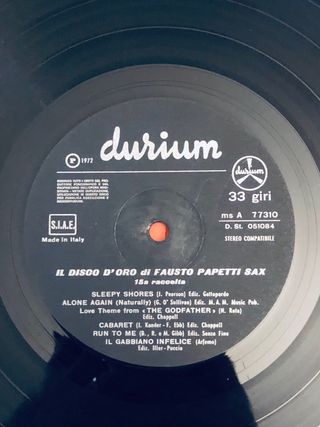 durium
P 1972
durium
33 giri
ms A 77310
D. St. 051084
STEREO COMPATIBILE
S.I.A.E.
Made in Italy
IL DISCO D'ORO di FAUSTO PAPETTI SAX
15a raccolta
SLEEPY SHORES (J. Pearson) Ediz. Gattopardo
ALONE AGAIN (Naturally) (G. O' Sullivan) Ediz. M. A. M. Music Pub.
Love Theme from « THE GODFATHER » (N. Rota)
Ediz. Chappell
CABARET (I. Kander - F. Ebb) Ediz. Chappell
RUN TO ME (B., R. e M. Gibb) Ediz. Senza Fine
IL GABBIANO INFELICE (Arfemo)
Ediz. Iller-Puccio